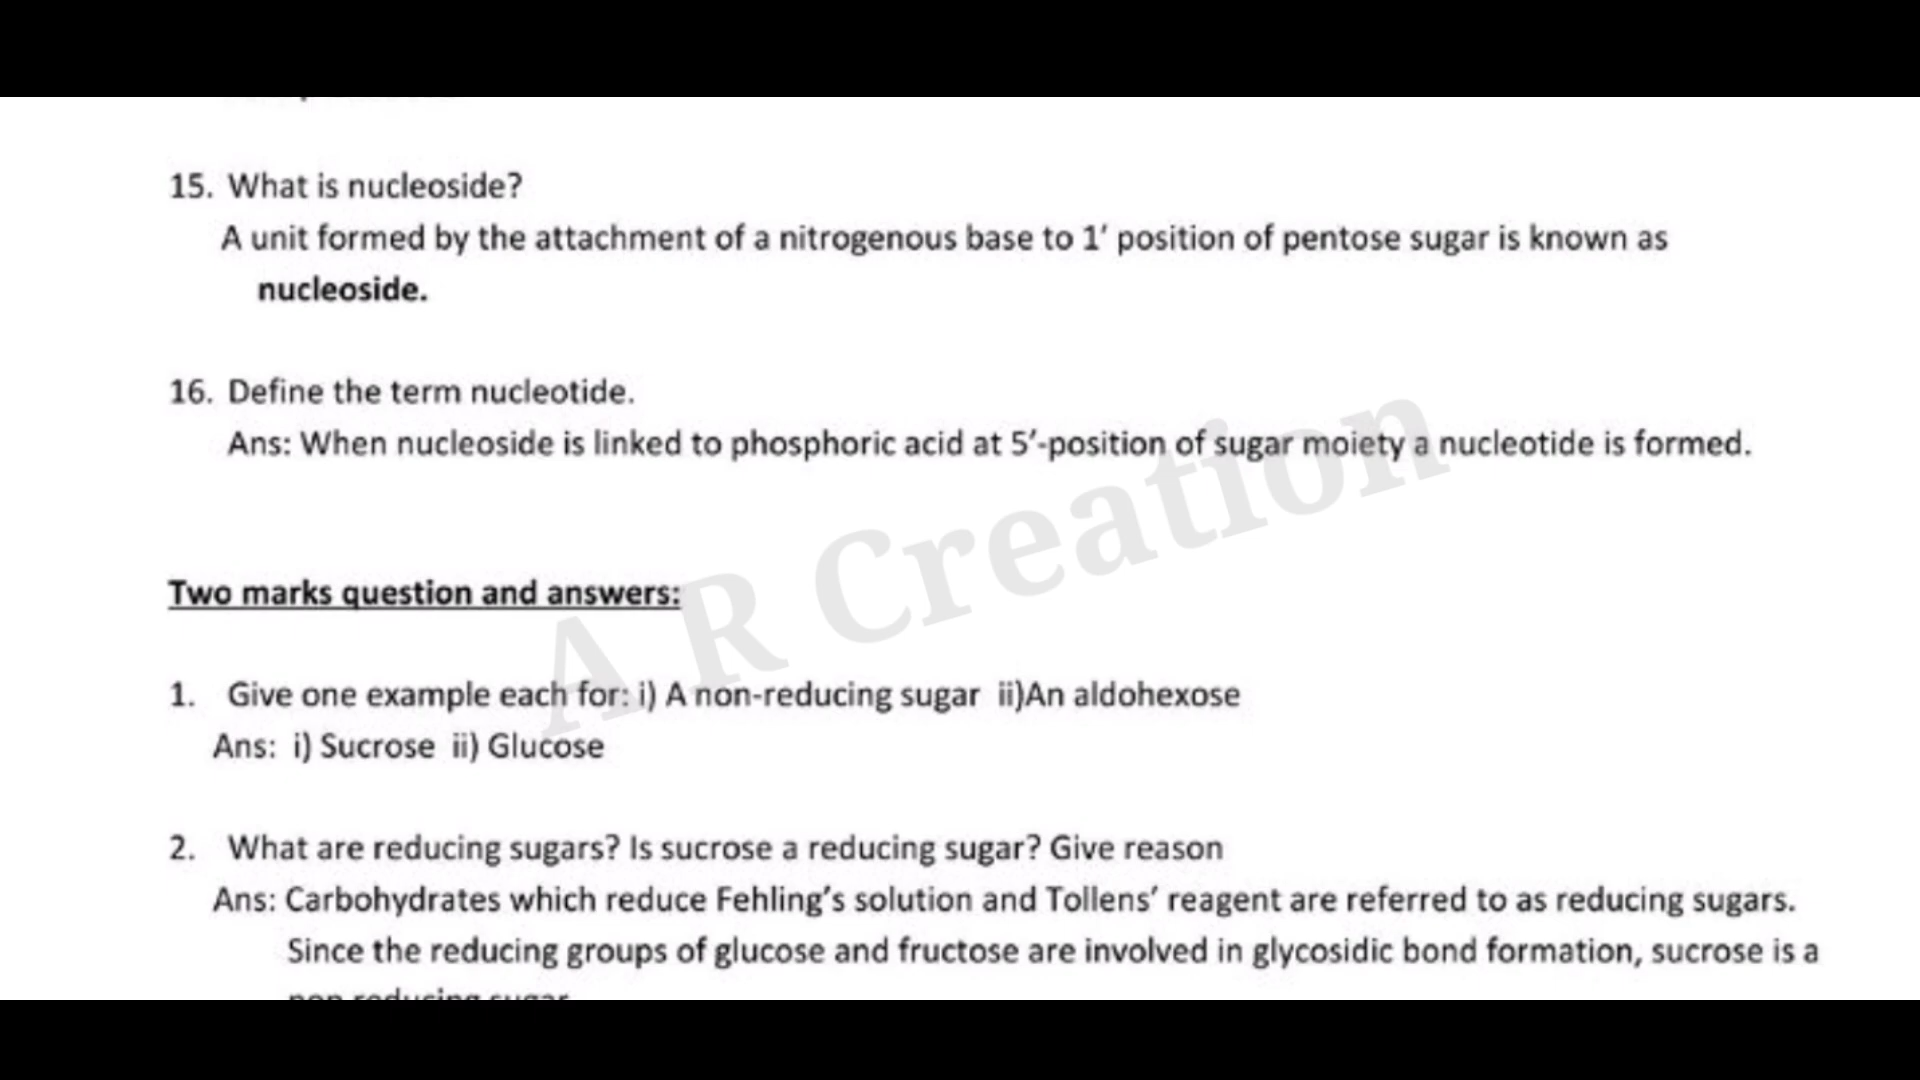 15. What is nucleoside?
A unit formed by the attachment of a nitrogenous base to 1′ position of pentose sugar is known as
nucleoside.
16. Define the term nucleotide.
Ans: When nucleoside is linked to phosphoric acid at 5′-position of sugar moiety a nucleotide is formed.
A R Creation
Two marks question and answers:
1. Give one example each for: i) A non-reducing sugar ii)An aldohexose
Ans: i) Sucrose ii) Glucose
2. What are reducing sugars? Is sucrose a reducing sugar? Give reason
Ans: Carbohydrates which reduce Fehling’s solution and Tollens’ reagent are referred to as reducing sugars.
Since the reducing groups of glucose and fructose are involved in glycosidic bond formation, sucrose is a
non reducing sugar